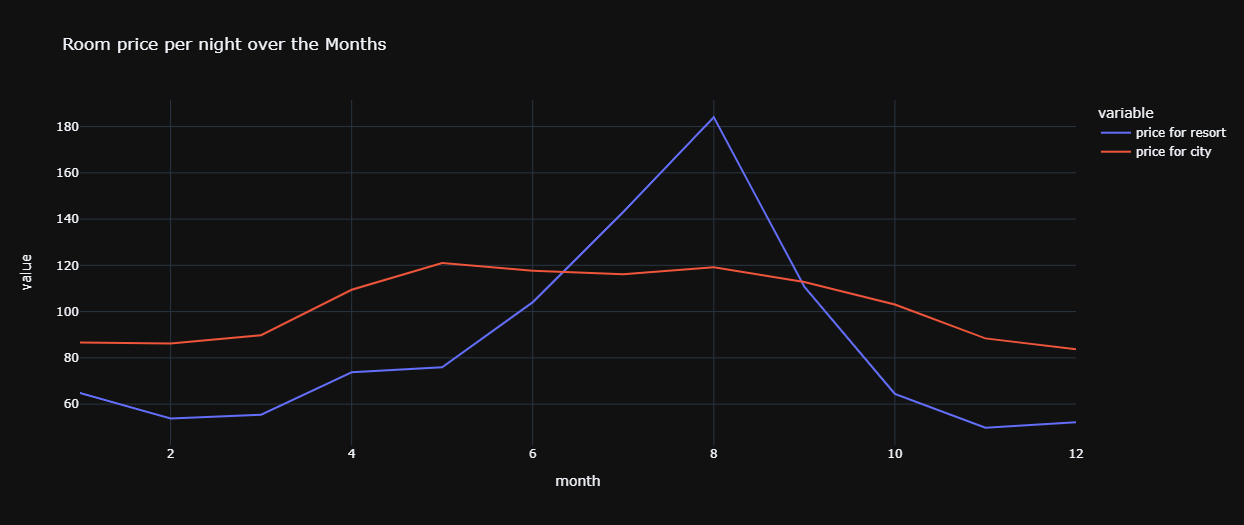 Room price per night over the Months
variable
price for resort
price for city
value
180
160
140
120
100
80
60
2 4 6 8 10 12
month